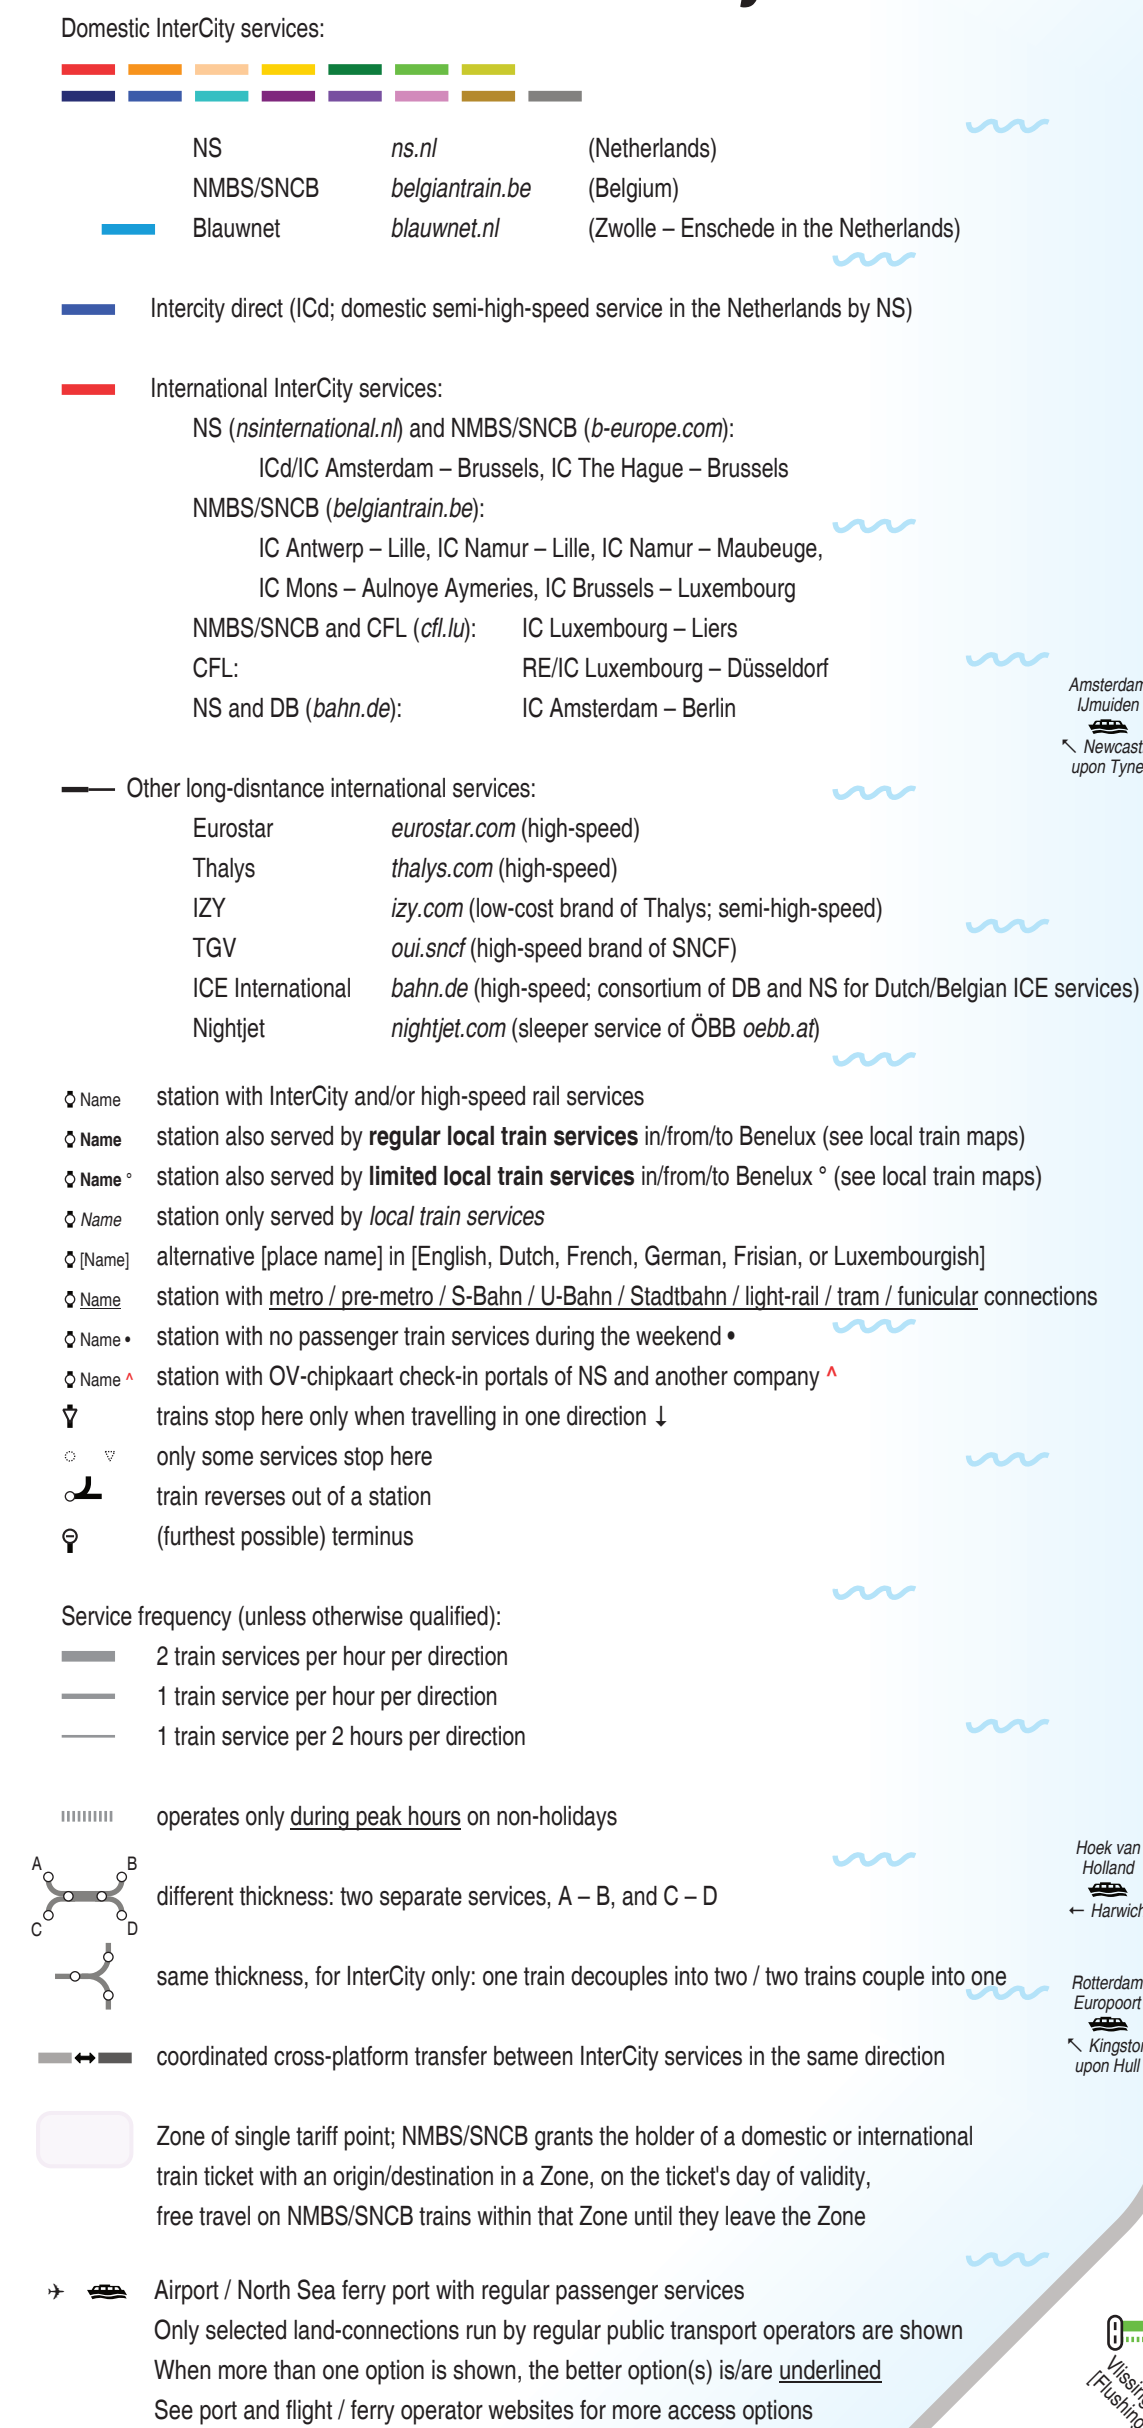 Domestic InterCity services:
NS ns.nl (Netherlands)
NMBS/SNCB belgiantrain.be (Belgium)
Blauwnet blauwnet.nl (Zwolle – Enschede in the Netherlands)
Intercity direct (ICd; domestic semi-high-speed service in the Netherlands by NS)
International InterCity services:
NS (nsinternational.nl) and NMBS/SNCB (b-europe.com):
ICd/IC Amsterdam – Brussels, IC The Hague – Brussels
NMBS/SNCB (belgiantrain.be):
IC Antwerp – Lille, IC Namur – Lille, IC Namur – Maubeuge,
IC Mons – Aulnoye Aymeries, IC Brussels – Luxembourg
NMBS/SNCB and CFL (cfl.lu): IC Luxembourg – Liers
CFL: RE/IC Luxembourg – Düsseldorf
NS and DB (bahn.de): IC Amsterdam – Berlin
Amsterdam
IJmuiden
↖ Newcast
upon Tyne
Other long-disntance international services:
Eurostar eurostar.com (high-speed)
Thalys thalys.com (high-speed)
IZY izy.com (low-cost brand of Thalys; semi-high-speed)
TGV oui.sncf (high-speed brand of SNCF)
ICE International bahn.de (high-speed; consortium of DB and NS for Dutch/Belgian ICE services)
Nightjet nightjet.com (sleeper service of ÖBB oebb.at)
Name station with InterCity and/or high-speed rail services
Name station also served by regular local train services in/from/to Benelux (see local train maps)
Name ° station also served by limited local train services in/from/to Benelux ° (see local train maps)
Name station only served by local train services
[Name] alternative [place name] in [English, Dutch, French, German, Frisian, or Luxembourgish]
Name station with metro / pre-metro / S-Bahn / U-Bahn / Stadtbahn / light-rail / tram / funicular connections
Name • station with no passenger train services during the weekend •
Name ^ station with OV-chipkaart check-in portals of NS and another company ^
trains stop here only when travelling in one direction ↓
only some services stop here
train reverses out of a station
(furthest possible) terminus
Service frequency (unless otherwise qualified):
2 train services per hour per direction
1 train service per hour per direction
1 train service per 2 hours per direction
operates only during peak hours on non-holidays
A B
different thickness: two separate services, A – B, and C – D
C D
Hoek van
Holland
← Harwich
same thickness, for InterCity only: one train decouples into two / two trains couple into one
Rotterdam
Europoort
↖ Kingston
upon Hull
coordinated cross-platform transfer between InterCity services in the same direction
Zone of single tariff point; NMBS/SNCB grants the holder of a domestic or international
train ticket with an origin/destination in a Zone, on the ticket's day of validity,
free travel on NMBS/SNCB trains within that Zone until they leave the Zone
Airport / North Sea ferry port with regular passenger services
Only selected land-connections run by regular public transport operators are shown
When more than one option is shown, the better option(s) is/are underlined
See port and flight / ferry operator websites for more access options